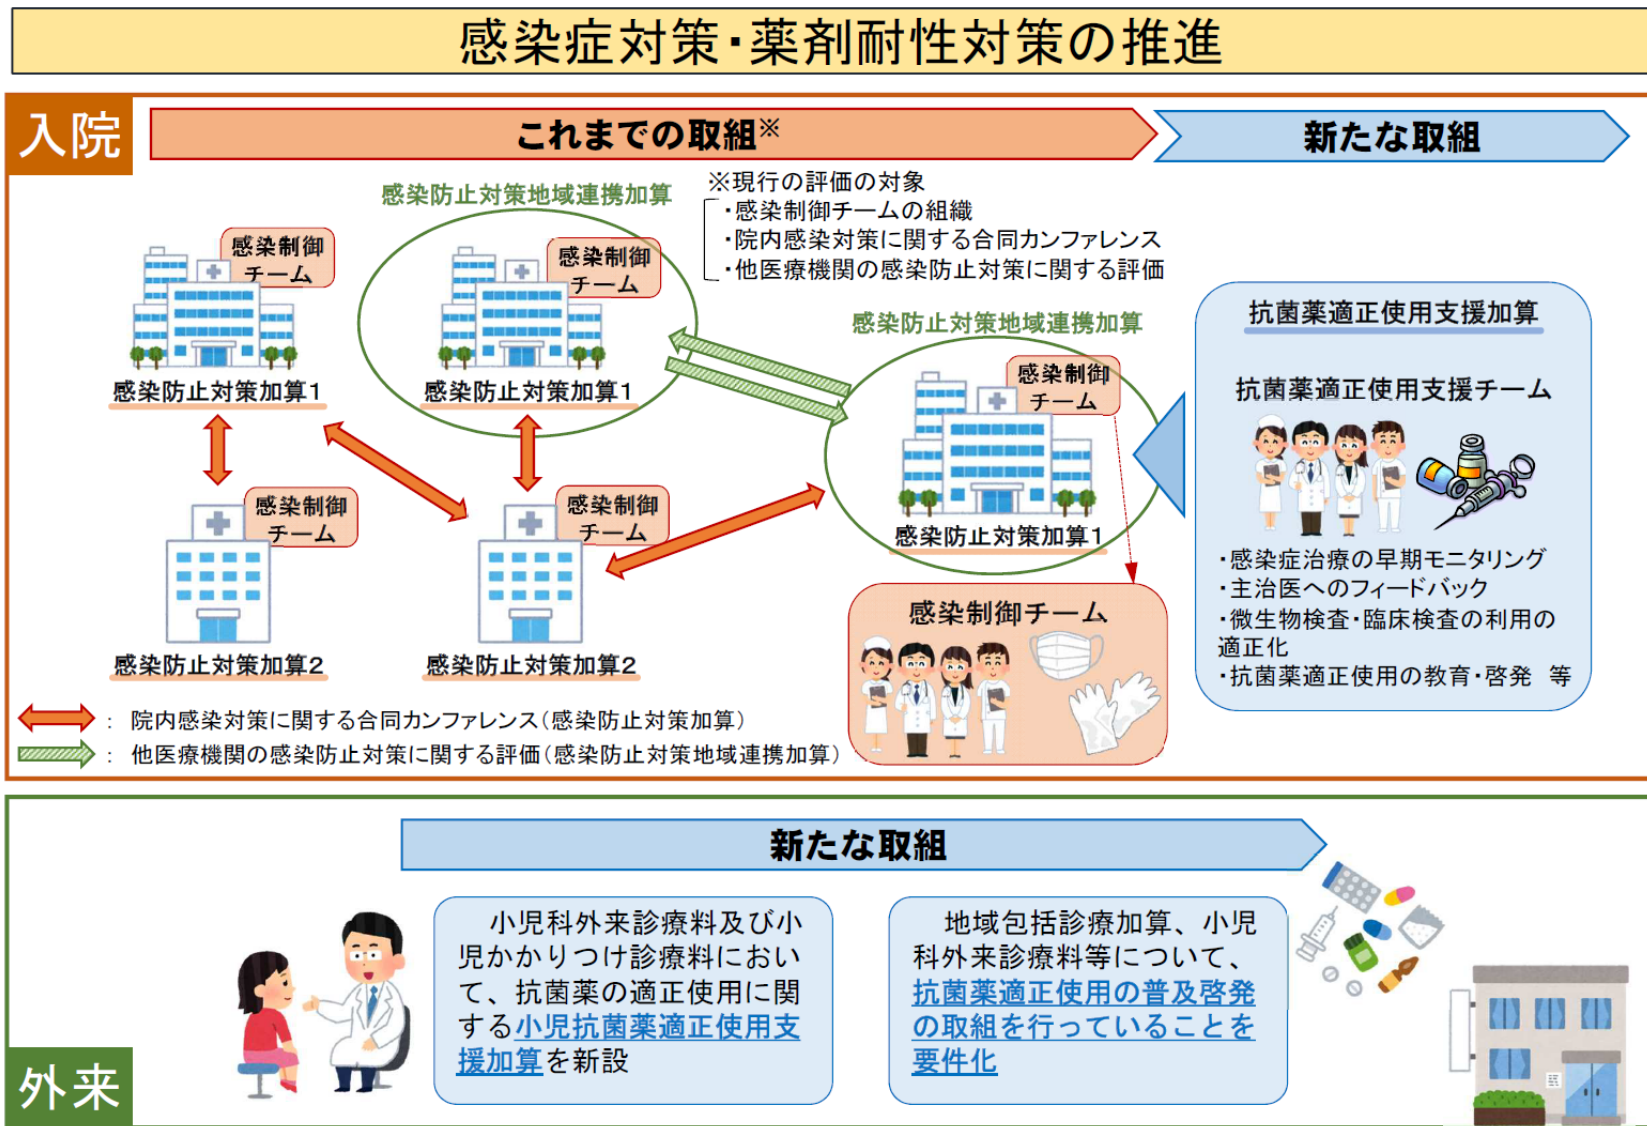 感染症対策・薬剤耐性対策の推進
入院
これまでの取組※
新たな取組
※現行の評価の対象
・感染制御チームの組織
・院内感染対策に関する合同カンファレンス
・他医療機関の感染防止対策に関する評価
感染防止対策地域連携加算
感染制御
チーム
感染防止対策加算1
感染制御
チーム
感染防止対策加算1
感染防止対策地域連携加算
感染制御
チーム
感染防止対策加算1
感染制御
チーム
感染防止対策加算2
感染制御
チーム
感染防止対策加算2
感染制御チーム
抗菌薬適正使用支援加算
抗菌薬適正使用支援チーム
・感染症治療の早期モニタリング
・主治医へのフィードバック
・微生物検査・臨床検査の利用の
適正化
・抗菌薬適正使用の教育・啓発 等
： 院内感染対策に関する合同カンファレンス（感染防止対策加算）
： 他医療機関の感染防止対策に関する評価（感染防止対策地域連携加算）
外来
新たな取組
小児科外来診療料及び小
児かかりつけ診療料におい
て、抗菌薬の適正使用に関
する小児抗菌薬適正使用支
援加算を新設
地域包括診療加算、小児
科外来診療料等について、
抗菌薬適正使用の普及啓発
の取組を行っていることを
要件化